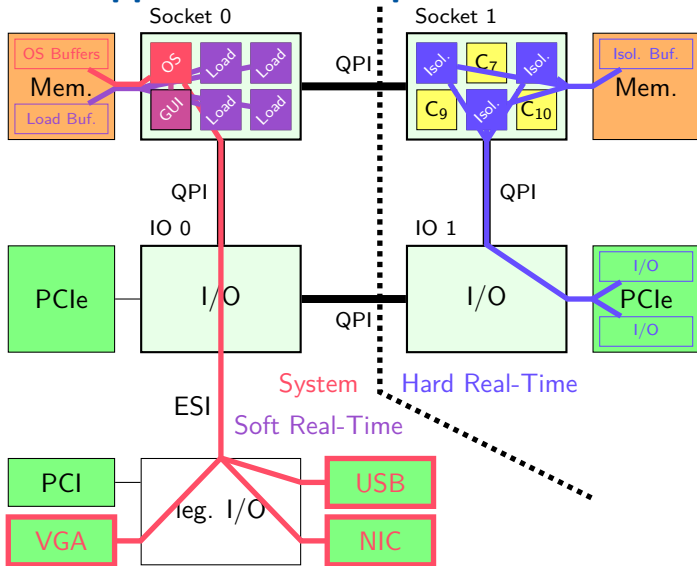 Socket 0
Socket 1
OS Buffers
Mem.
Load Buf.
OS
Load
Load
GUI
Load
Load
QPI
Isol.
C7
Isol.
C9
Isol.
C10
Isol. Buf.
Mem.
QPI
QPI
IO 0
IO 1
PCIe
I/O
QPI
I/O
I/O
PCIe
I/O
ESI
System
Hard Real-Time
Soft Real-Time
PCI
leg. I/O
USB
VGA
NIC